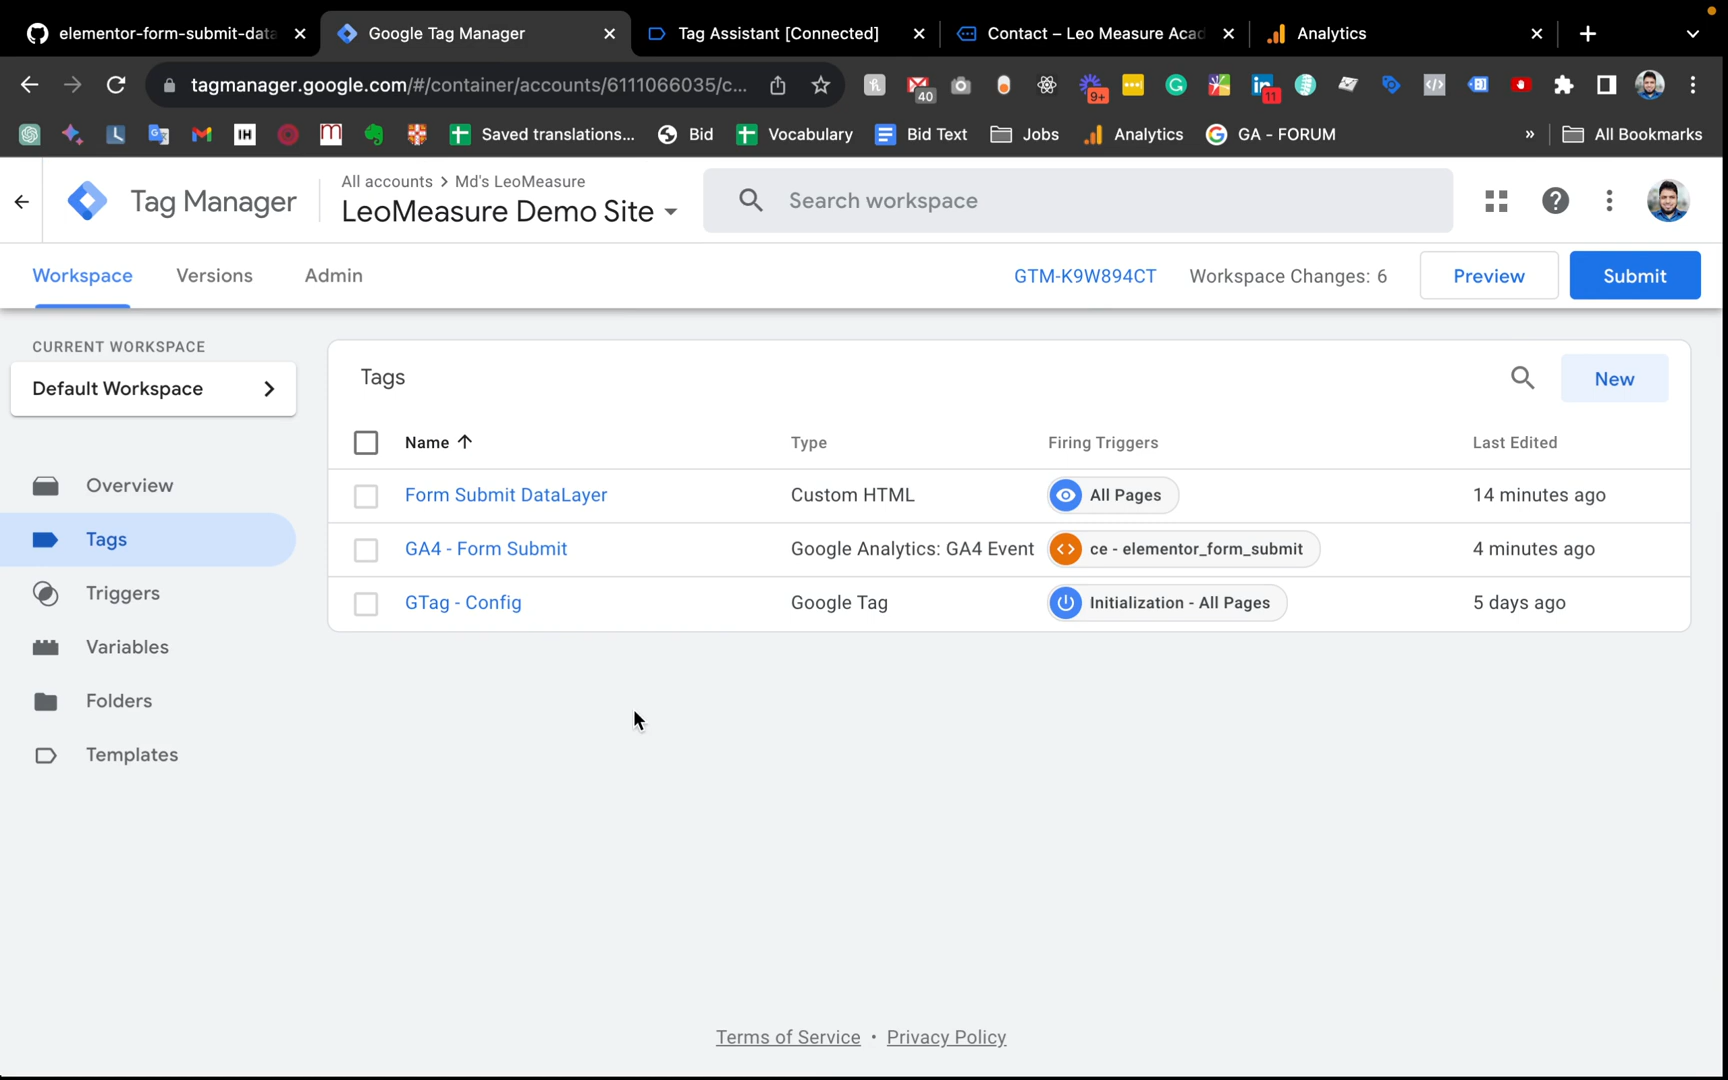 elementor-form-submit-data
Google Tag Manager
Tag Assistant [Connected]
Contact – Leo Measure Acad
Analytics
tagmanager.google.com/#/container/accounts/6111066035/c...
40
9+
11
IH
Saved translations...
Bid
Vocabulary
Bid Text
Jobs
Analytics
GA - FORUM
»
All Bookmarks
Tag Manager
All accounts > Md's LeoMeasure
LeoMeasure Demo Site
Search workspace
Workspace
Versions
Admin
GTM-K9W894CT
Workspace Changes: 6
Preview
Submit
CURRENT WORKSPACE
Default Workspace
Overview
Tags
Triggers
Variables
Folders
Templates
Tags
New
Name
Type
Firing Triggers
Last Edited
Form Submit DataLayer
Custom HTML
All Pages
14 minutes ago
GA4 - Form Submit
Google Analytics: GA4 Event
ce - elementor_form_submit
4 minutes ago
GTag - Config
Google Tag
Initialization - All Pages
5 days ago
Terms of Service • Privacy Policy